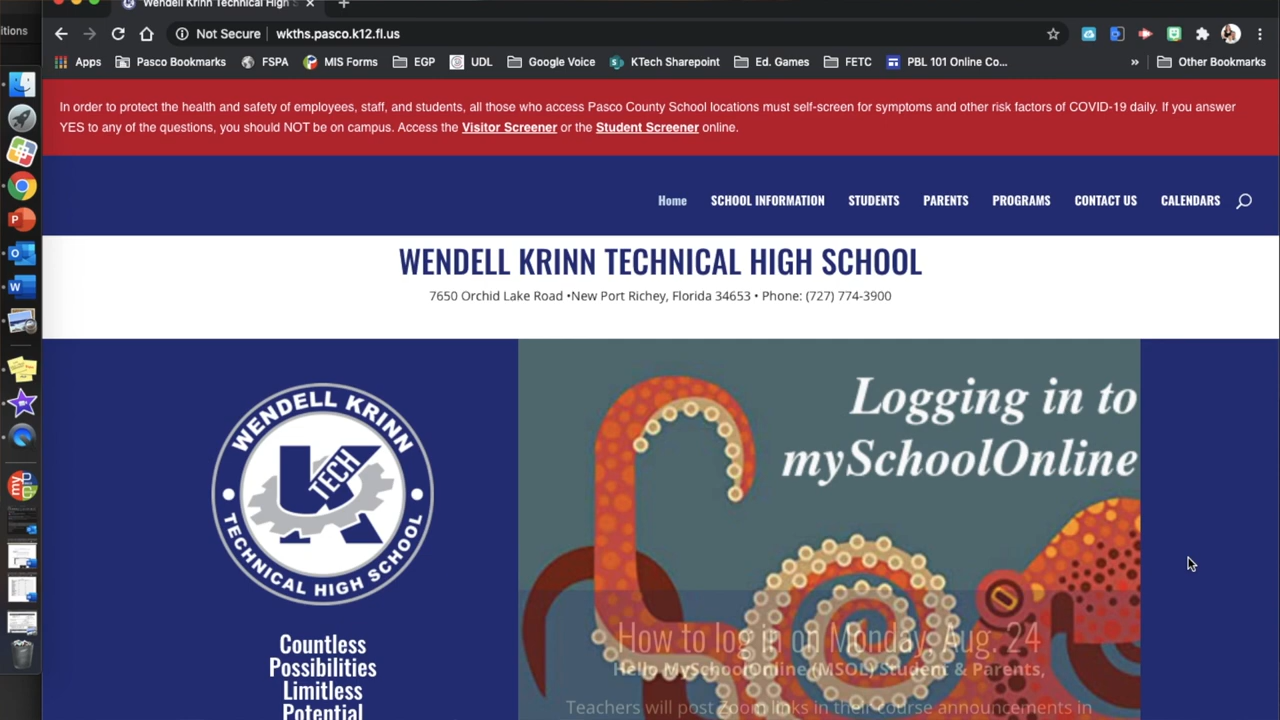 itions
Wendell Krinn Technical High S
Not Secure wkths.pasco.k12.fl.us
Apps Pasco Bookmarks FSPA MIS Forms EGP UDL Google Voice KTech Sharepoint Ed. Games FETC PBL 101 Online Co... » Other Bookmarks
In order to protect the health and safety of employees, staff, and students, all those who access Pasco County School locations must self-screen for symptoms and other risk factors of COVID-19 daily. If you answer
YES to any of the questions, you should NOT be on campus. Access the Visitor Screener or the Student Screener online.
Home SCHOOL INFORMATION STUDENTS PARENTS PROGRAMS CONTACT US CALENDARS
WENDELL KRINN TECHNICAL HIGH SCHOOL
7650 Orchid Lake Road •New Port Richey, Florida 34653 • Phone: (727) 774-3900
WENDELL KRINN
K TECH
TECHNICAL HIGH SCHOOL
Countless
Possibilities
Limitless
Potential
Logging in to
mySchoolOnline
How to log in on Monday, Aug. 24
Hello MySchoolOnline (MSOL) Student & Parents,
Teachers will post Zoom links in their course announcements in